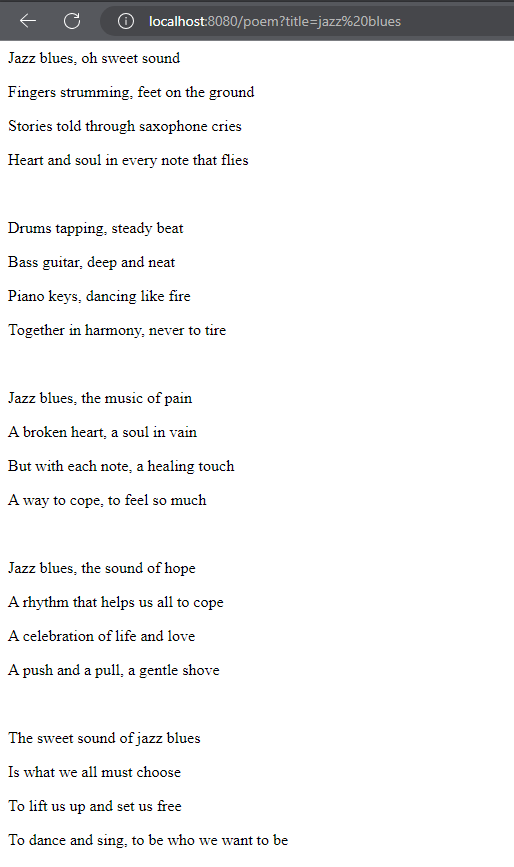 localhost:8080/poem?title=jazz%20blues
Jazz blues, oh sweet sound
Fingers strumming, feet on the ground
Stories told through saxophone cries
Heart and soul in every note that flies
Drums tapping, steady beat
Bass guitar, deep and neat
Piano keys, dancing like fire
Together in harmony, never to tire
Jazz blues, the music of pain
A broken heart, a soul in vain
But with each note, a healing touch
A way to cope, to feel so much
Jazz blues, the sound of hope
A rhythm that helps us all to cope
A celebration of life and love
A push and a pull, a gentle shove
The sweet sound of jazz blues
Is what we all must choose
To lift us up and set us free
To dance and sing, to be who we want to be